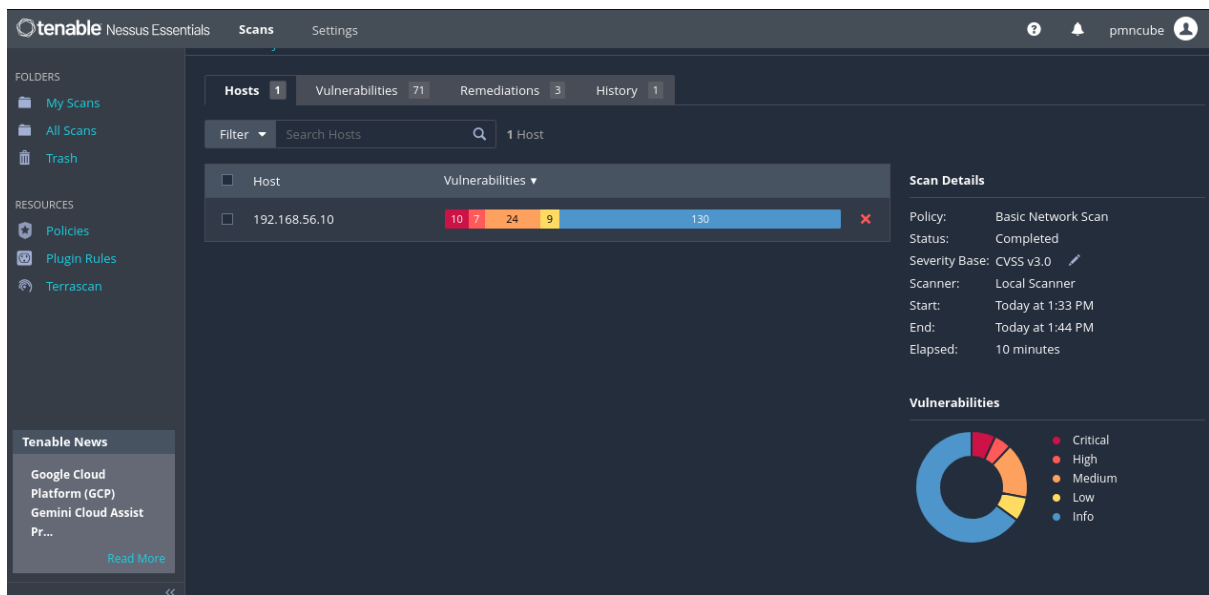 tenable Nessus Essentials Scans Settings pmncube
FOLDERS
My Scans
All Scans
Trash
RESOURCES
Policies
Plugin Rules
Terrascan
Tenable News
Google Cloud
Platform (GCP)
Gemini Cloud Assist
Pr...
Read More
Hosts 1 Vulnerabilities 71 Remediations 3 History 1
Filter Search Hosts 1 Host
Host Vulnerabilities
192.168.56.10 10 7 24 9 130
Scan Details
Policy: Basic Network Scan
Status: Completed
Severity Base: CVSS v3.0
Scanner: Local Scanner
Start: Today at 1:33 PM
End: Today at 1:44 PM
Elapsed: 10 minutes
Vulnerabilities
Critical
High
Medium
Low
Info